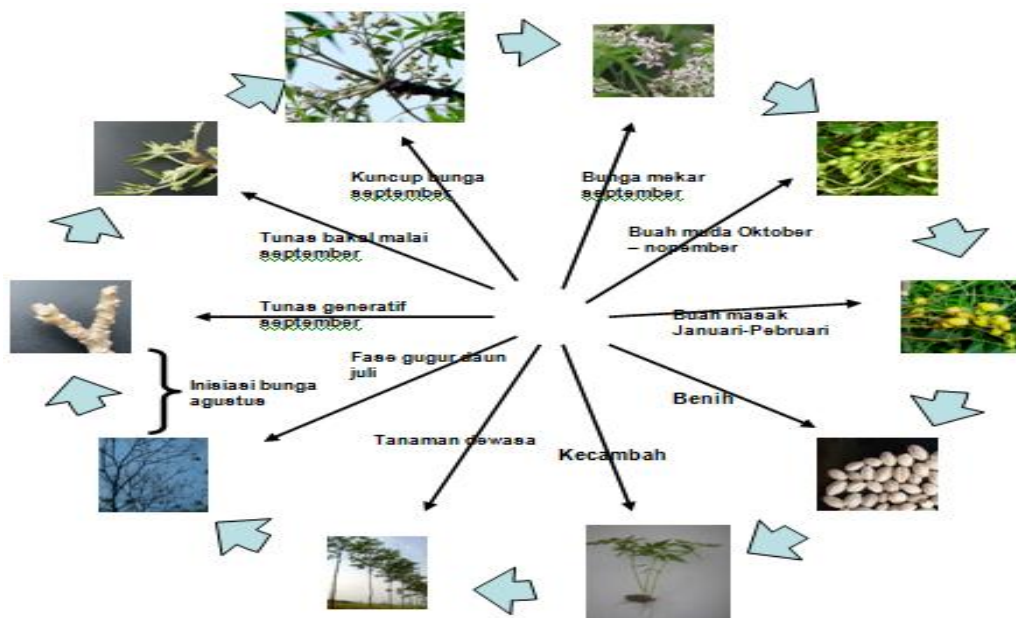 Kuncup bunga
september
Bunga mekar
september
Tunas bakal malai
september
Buah muda Oktober
– nopember
Tunas generatif
september
Buah masak
Januari-Pebruari
Fase gugur daun
juli
Inisiasi bunga
agustus
Benih
Tanaman dewasa
Kecambah